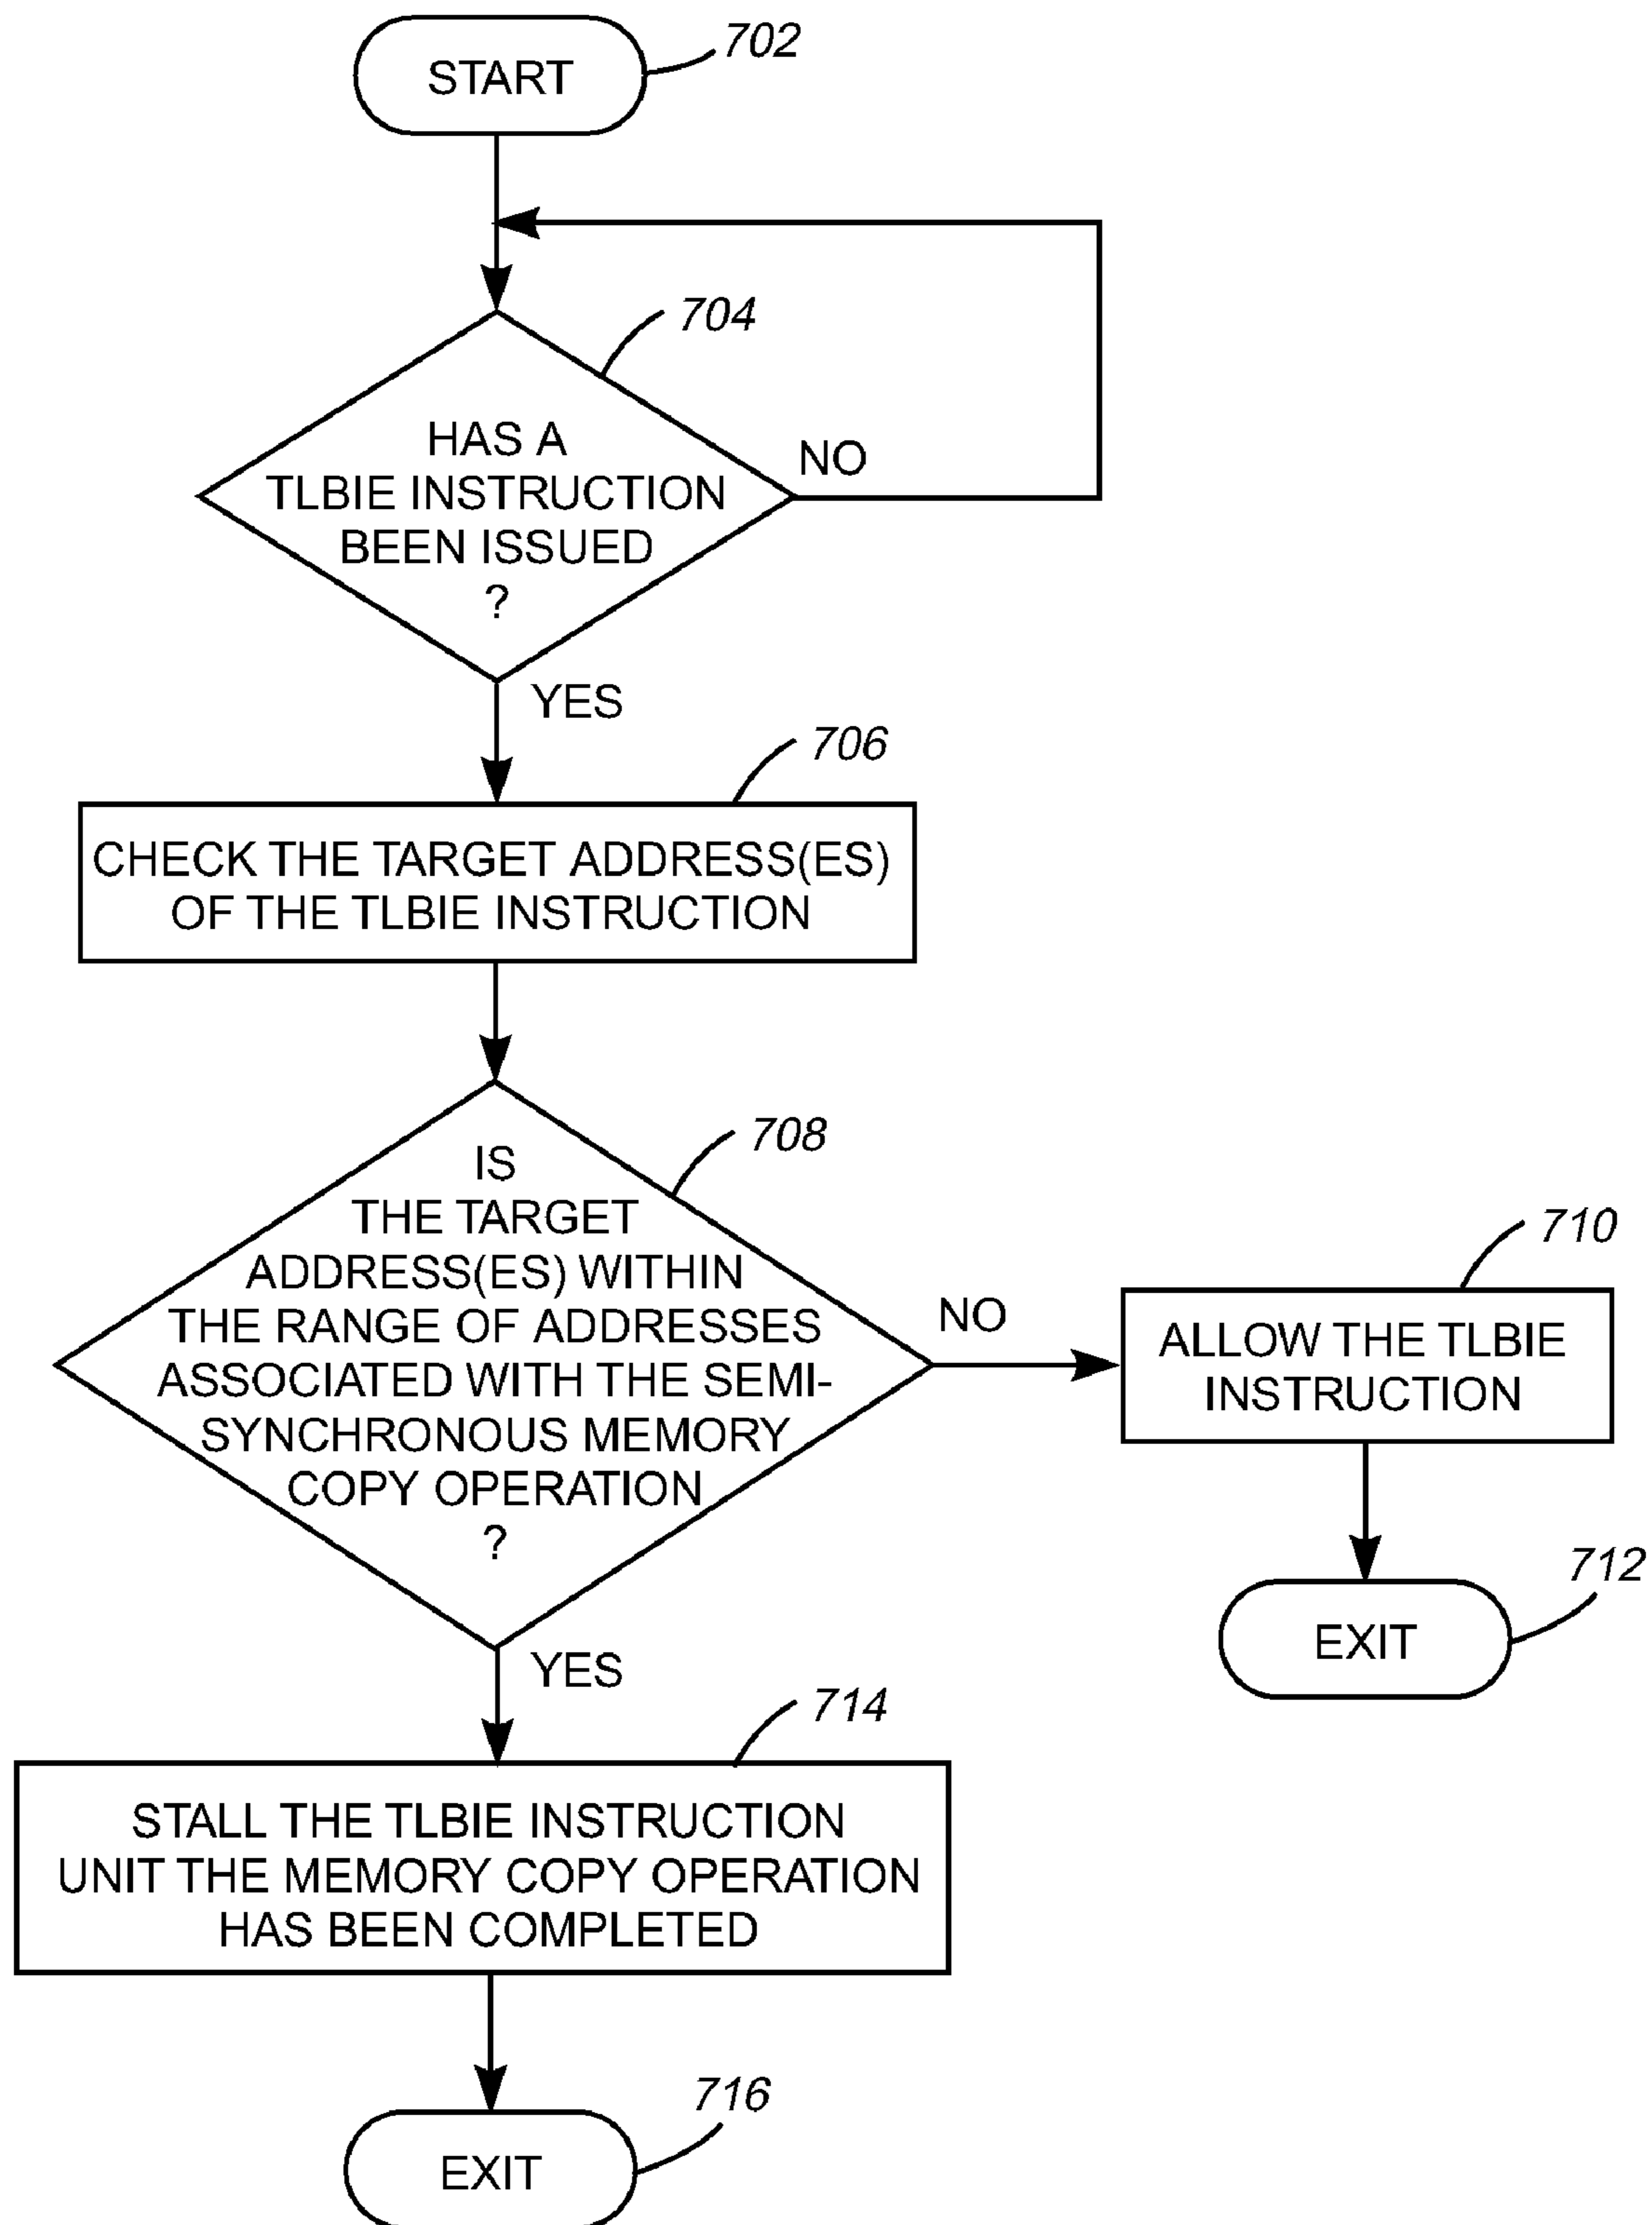 START
702
704
HAS A
TLBIE INSTRUCTION
BEEN ISSUED
?
NO
YES
706
CHECK THE TARGET ADDRESS(ES)
OF THE TLBIE INSTRUCTION
708
IS
THE TARGET
ADDRESS(ES) WITHIN
THE RANGE OF ADDRESSES
ASSOCIATED WITH THE SEMI-
SYNCHRONOUS MEMORY
COPY OPERATION
?
NO
710
ALLOW THE TLBIE
INSTRUCTION
712
EXIT
YES
714
STALL THE TLBIE INSTRUCTION
UNIT THE MEMORY COPY OPERATION
HAS BEEN COMPLETED
716
EXIT